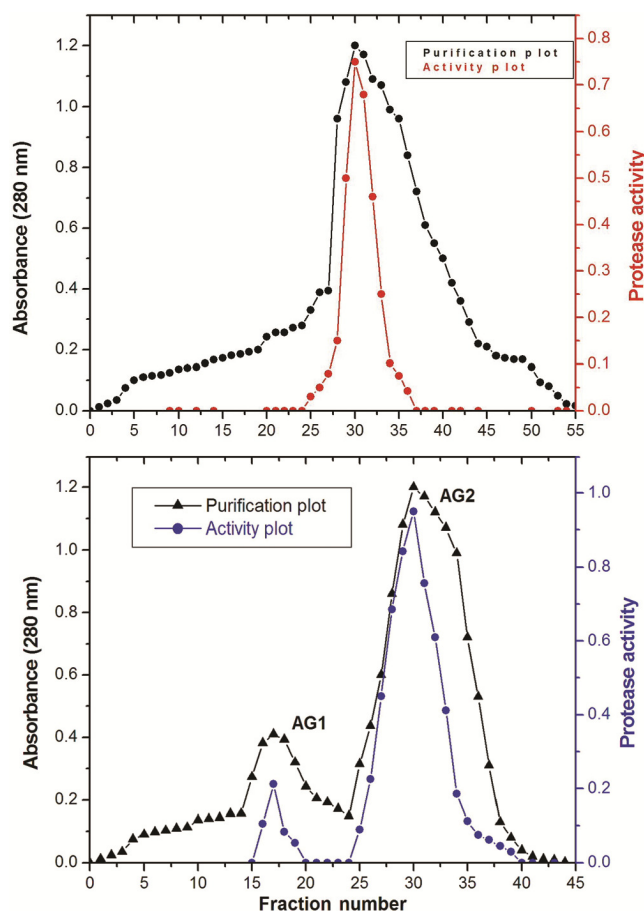 Absorbance (280 nm)
1.2
1.0
0.8
0.6
0.4
0.2
0.0
Purification plot
Activity plot
0.8
0.7
0.6
0.5
0.4
0.3
0.2
0.1
0.0
Protease activity
0 5 10 15 20 25 30 35 40 45 50 55
Absorbance (280 nm)
1.2
1.0
0.8
0.6
0.4
0.2
0.0
Purification plot
Activity plot
AG1
AG2
1.0
0.8
0.6
0.4
0.2
0.0
Protease activity
0 5 10 15 20 25 30 35 40 45
Fraction number